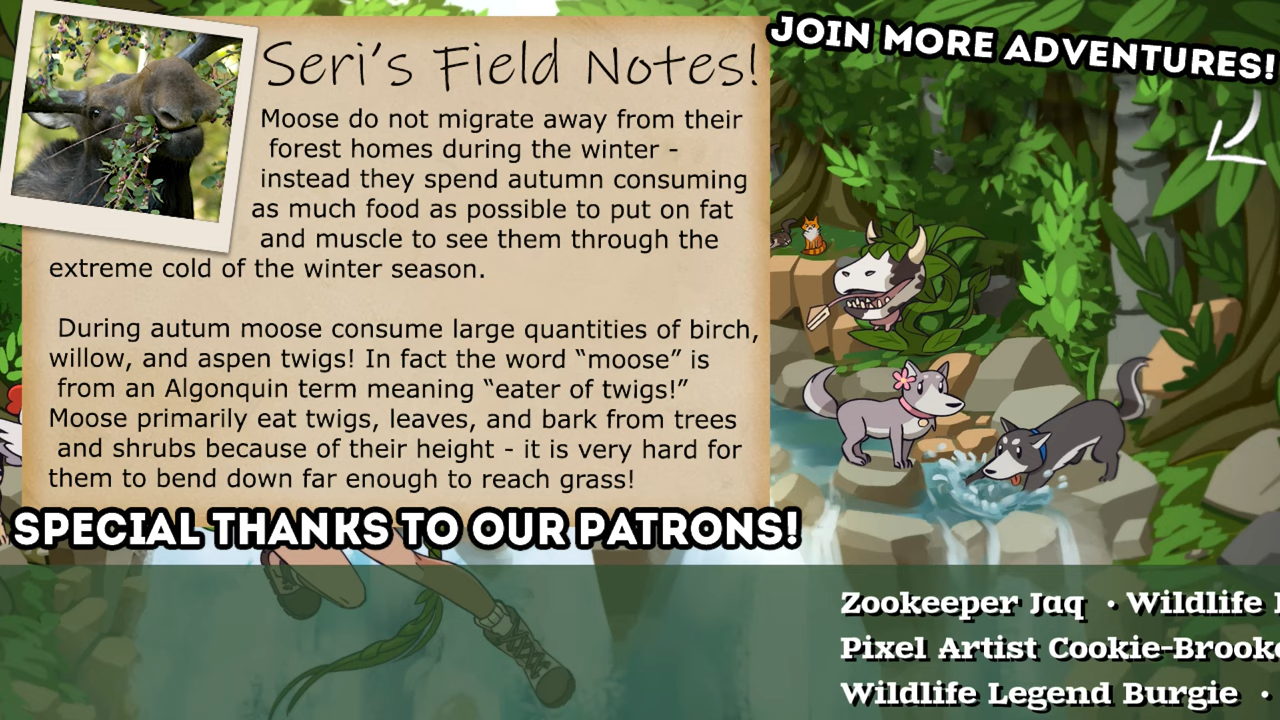 Seri's Field Notes!
JOIN MORE ADVENTURES!
Moose do not migrate away from their
forest homes during the winter -
instead they spend autumn consuming
as much food as possible to put on fat
and muscle to see them through the
extreme cold of the winter season.
During autum moose consume large quantities of birch,
willow, and aspen twigs! In fact the word “moose” is
from an Algonquin term meaning “eater of twigs!”
Moose primarily eat twigs, leaves, and bark from trees
and shrubs because of their height - it is very hard for
them to bend down far enough to reach grass!
SPECIAL THANKS TO OUR PATRONS!
Zookeeper Jaq • Wildlife
Pixel Artist Cookie-Brooke
Wildlife Legend Burgie •